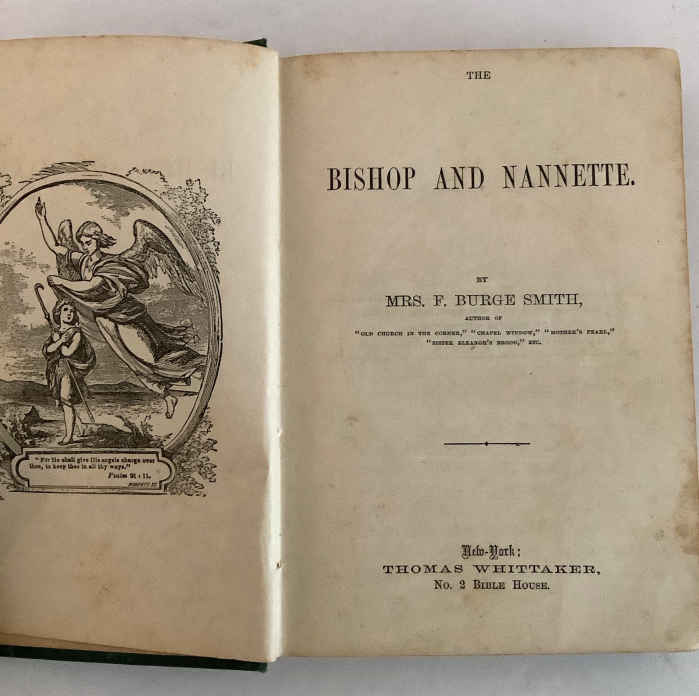 "For He shall give His angels charge over
thee, to keep thee in all thy ways."
Psalm 91 : 11.
THE
BISHOP AND NANNETTE.
BY
MRS. F. BURGE SMITH,
AUTHOR OF
"OLD CHURCH IN THE CORNER," "CHAPEL WINDOW," "MOTHER'S PEARL,"
"SISTER ELEANOR'S BROOD," ETC.
New-York:
THOMAS WHITTAKER,
No. 2 BIBLE HOUSE.